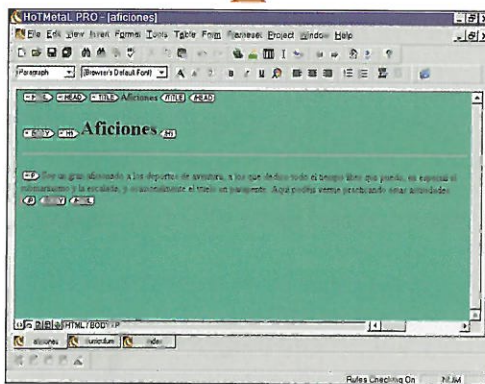 HoTMetaL PRO - [aficiones]
File Edit View Insert Format Tools Table Form Frameset Project Window Help
Paragraph (Browser's Default Font)
HEAD TITLE Aficiones /TITLE /HEAD
BODY H1 Aficiones /H1
P Soy un gran aficionado a los deportes de aventura, a los que dedico todo el tiempo libre que puedo, en especial el
submarinismo y la escalada, y ocasionalmente el vuelo en parapente. Aquí podéis verme practicando estas actividades.
/P /BODY
HTML / BODY / P
aficiones curriculum index
Rules Checking On NUM